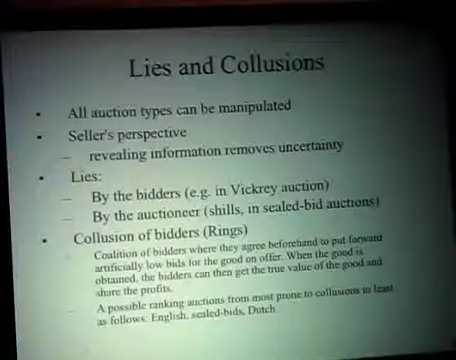 Lies and Collusions
• All auction types can be manipulated
• Seller's perspective
– revealing information removes uncertainty
• Lies:
– By the bidders (e.g. in Vickrey auction)
– By the auctioneer (shills, in sealed-bid auctions)
• Collusion of bidders (Rings)
– Coalition of bidders where they agree beforehand to put forward
artificially low bids for the good on offer. When the good is
obtained, the bidders can then get the true value of the good and
share the profits.
– A possible ranking auctions from most prone to collusions to least
as follows: English, sealed-bids, Dutch